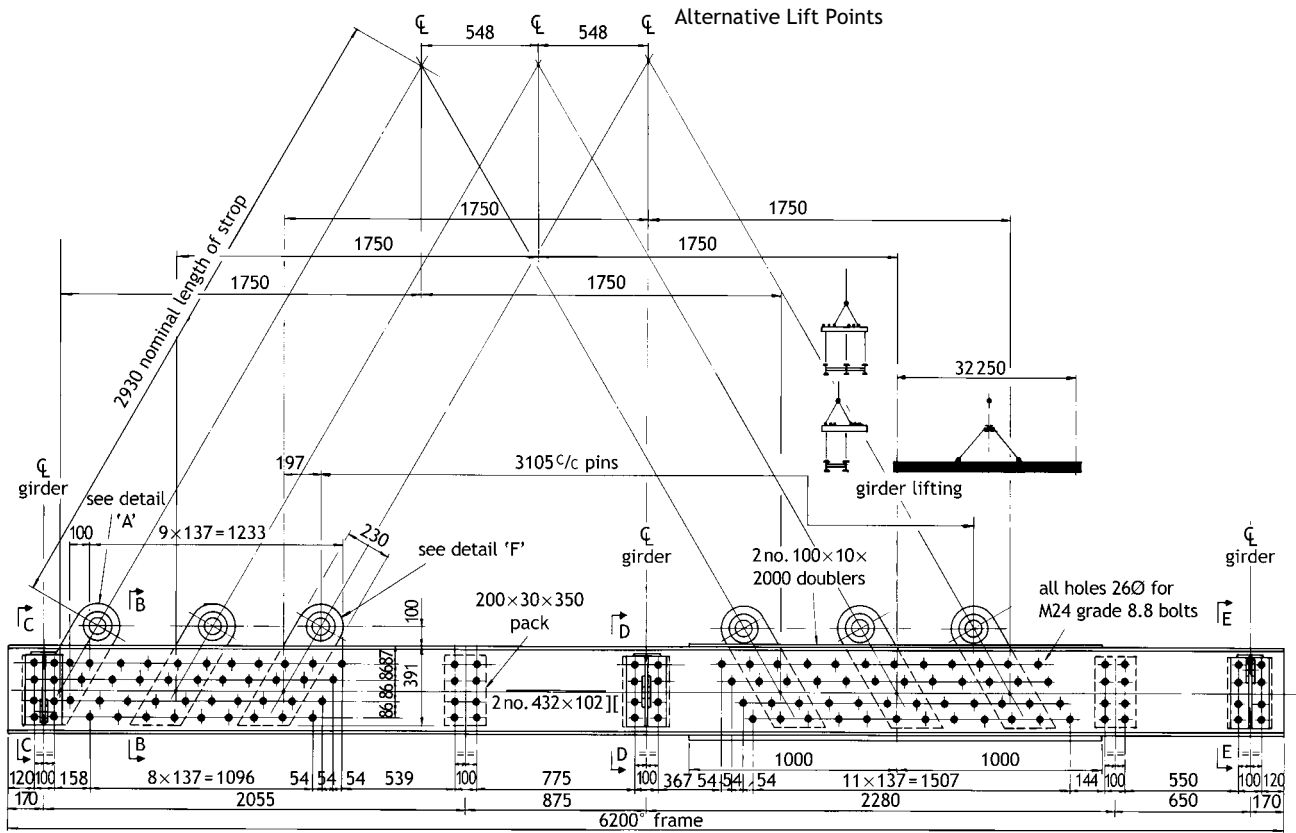 Alternative Lift Points
℄ ℄ ℄
548 548
2930 nominal length of strop
1750 1750
1750 1750
1750 1750
32 250
197
3105 c/c pins
girder lifting
℄
girder
see detail
‘A’
100
9×137=1233
230
see detail ‘F’
℄
girder
2 no. 100×10×
2000 doublers
℄
girder
all holes 26Ø for
M24 grade 8.8 bolts
200×30×350
pack
100
B
C
D
E
86 86 86 87
391
2 no. 432×102 ][
C
B
D
E
1000 1000
120 100 158 8×137=1096 54 54 54 539 100 775 100 367 54 54 54 11×137=1507 144 100 550 100 120
170 2055 875 2280 650 170
6200° frame